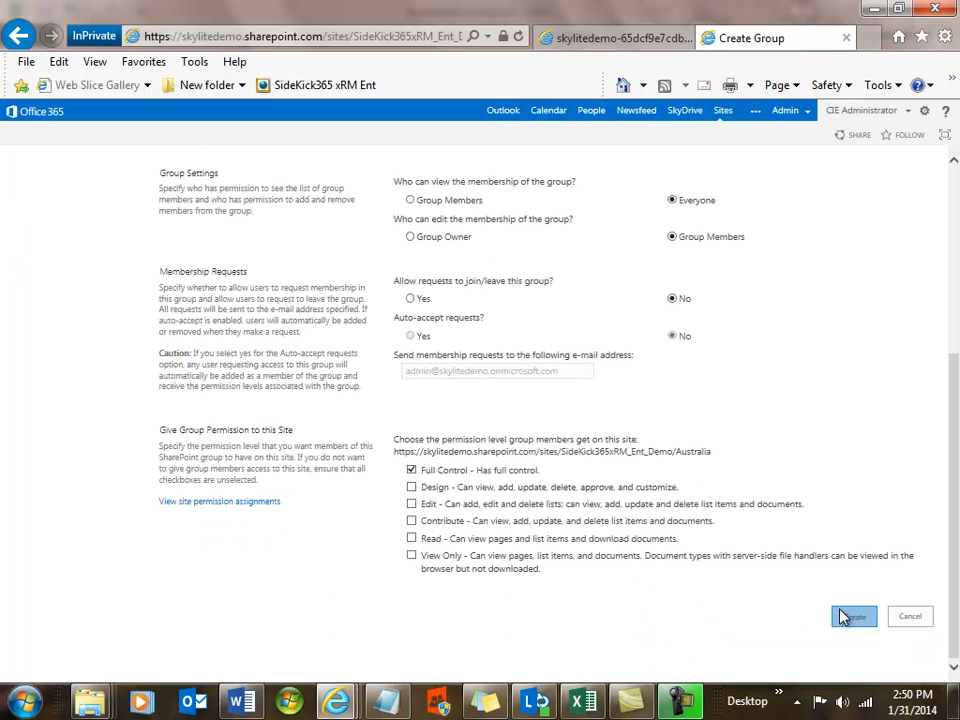 InPrivate
https://skylitedemo.sharepoint.com/sites/SideKick365xRM_Ent_D
skylitedemo-65dcf9e7cdb...
Create Group
File Edit View Favorites Tools Help
Web Slice Gallery New folder SideKick365 xRM Ent
Page Safety Tools
Office 365
Outlook Calendar People Newsfeed SkyDrive Sites ... Admin CIE Administrator
SHARE FOLLOW
Group Settings
Specify who has permission to see the list of group
members and who has permission to add and remove
members from the group.
Who can view the membership of the group?
Group Members Everyone
Who can edit the membership of the group?
Group Owner Group Members
Membership Requests
Specify whether to allow users to request membership in
this group and allow users to request to leave the group.
All requests will be sent to the e-mail address specified. If
auto-accept is enabled, users will automatically be added
or removed when they make a request.
Caution: If you select yes for the Auto-accept requests
option, any user requesting access to this group will
automatically be added as a member of the group and
receive the permission levels associated with the group.
Allow requests to join/leave this group?
Yes No
Auto-accept requests?
Yes No
Send membership requests to the following e-mail address:
admin@skylitedemo.onmicrosoft.com
Give Group Permission to this Site
Specify the permission level that you want members of this
SharePoint group to have on this site. If you do not want
to give group members access to this site, ensure that all
checkboxes are unselected.
View site permission assignments
Choose the permission level group members get on this site:
https://skylitedemo.sharepoint.com/sites/SideKick365xRM_Ent_Demo/Australia
Full Control - Has full control.
Design - Can view, add, update, delete, approve, and customize.
Edit - Can add, edit and delete lists; can view, add, update and delete list items and documents.
Contribute - Can view, add, update, and delete list items and documents.
Read - Can view pages and list items and download documents.
View Only - Can view pages, list items, and documents. Document types with server-side file handlers can be viewed in the
browser but not downloaded.
Cancel
Desktop
2:50 PM
1/31/2014